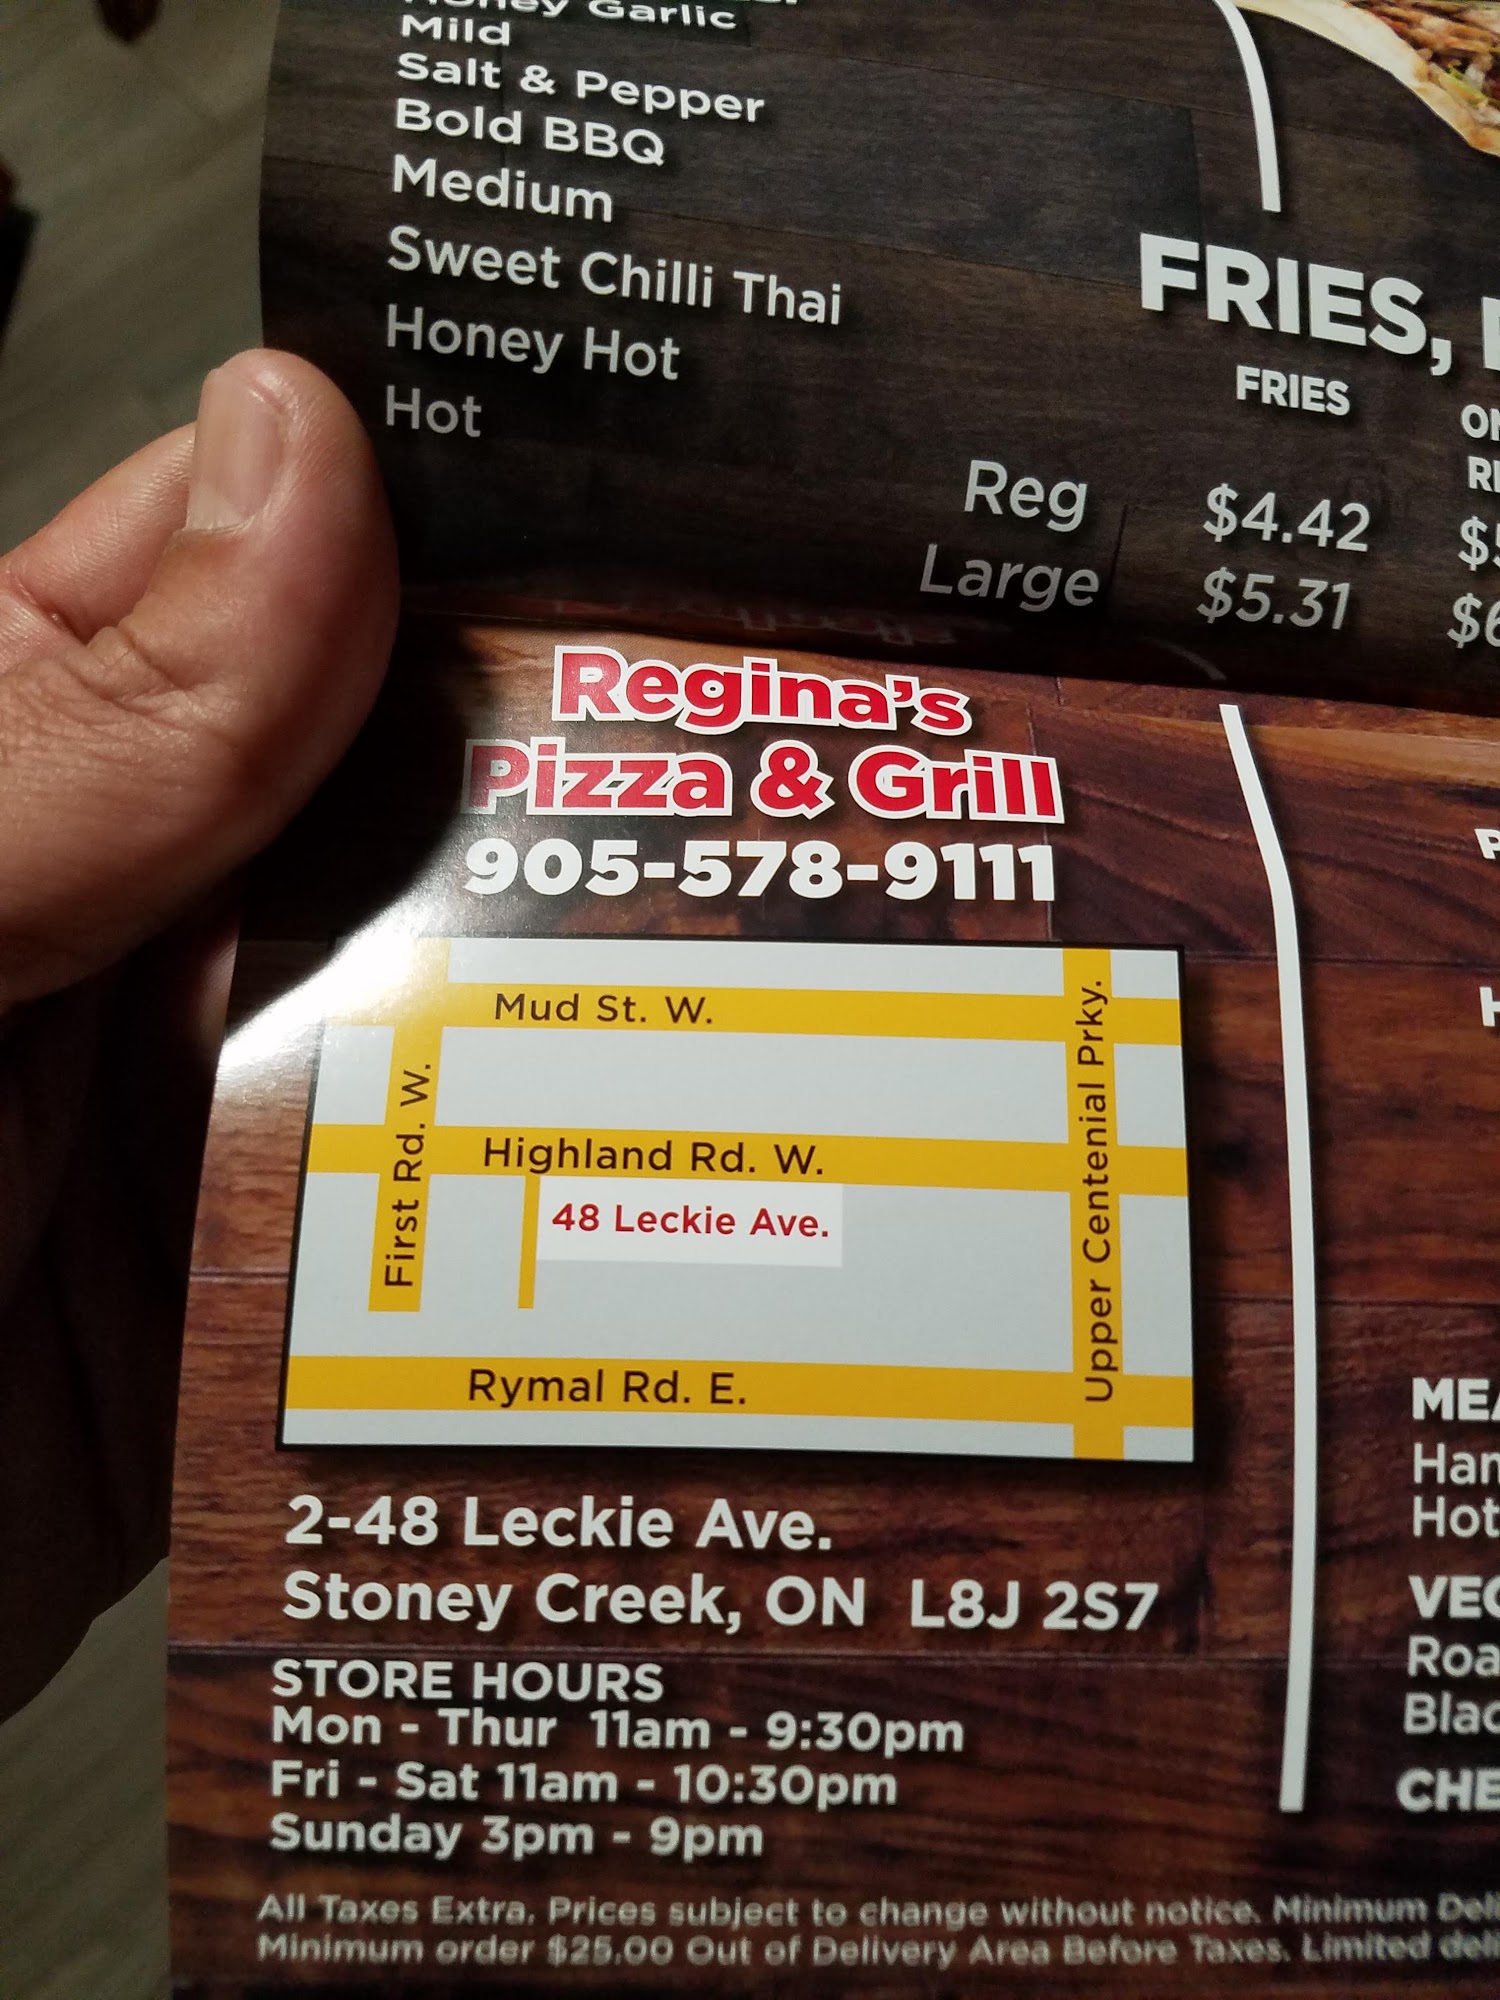 Honey Garlic
Mild
Salt & Pepper
Bold BBQ
Medium
Sweet Chilli Thai
Honey Hot
Hot
FRIES,
FRIES
Reg $4.42
Large $5.31
Regina's
Pizza & Grill
905-578-9111
Mud St. W.
First Rd. W.
Upper Centenial Prky.
Highland Rd. W.
48 Leckie Ave.
Rymal Rd. E.
2-48 Leckie Ave.
Stoney Creek, ON L8J 2S7
STORE HOURS
Mon - Thur 11am - 9:30pm
Fri - Sat 11am - 10:30pm
Sunday 3pm - 9pm
All Taxes Extra. Prices subject to change without notice. Minimum
Minimum order $25.00 Out of Delivery Area Before Taxes. Limited